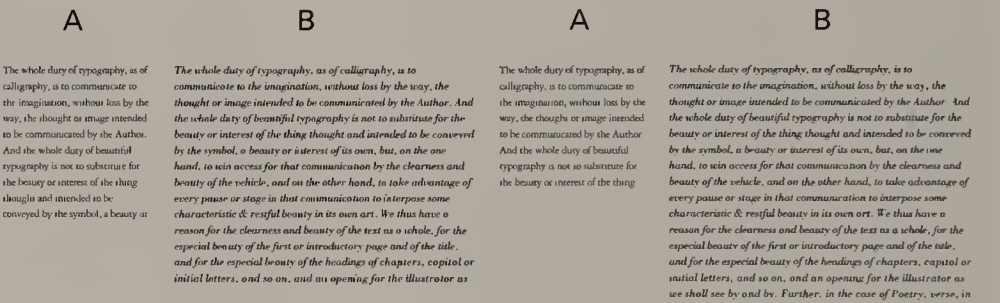 A
The whole duty of typography, as of
calligraphy, is to communicate to
the imagination, without loss by the
way, the thought or image intended
to be communicated by the Author.
And the whole duty of beautiful
typography is not to substitute for
the beauty or interest of the thing
thought and intended to be
conveyed by the symbol, a beauty or
B
The whole duty of typography, as of calligraphy, is to
communicate to the imagination, without loss by the way, the
thought or image intended to be communicated by the Author. And
the whole duty of beautiful typography is not to substitute for the
beauty or interest of the thing thought and intended to be conveyed
by the symbol, a beauty or interest of its own, but, on the one
hand, to win access for that communication by the clearness and
beauty of the vehicle, and on the other hand, to take advantage of
every pause or stage in that communication to interpose some
characteristic & restful beauty in its own art. We thus have a
reason for the clearness and beauty of the text as a whole, for the
especial beauty of the first or introductory page and of the title,
and for the especial beauty of the headings of chapters, capital or
initial letters, and so on, and an opening for the illustrator as
A
The whole duty of typography, as of
calligraphy, is to communicate to
the imagination, without loss by the
way, the thought or image intended
to be communicated by the Author
And the whole duty of beautiful
typography is not to substitute for
the beauty or interest of the thing
B
The whole duty of typography, as of calligraphy, is to
communicate to the imagination, without loss by the way, the
thought or image intended to be communicated by the Author And
the whole duty of beautiful typography is not to substitute for the
beauty or interest of the thing thought and intended to be conveyed
by the symbol, a beauty or interest of its own, but, on the one
hand, to win access for that communication by the clearness and
beauty of the vehicle, and on the other hand, to take advantage of
every pause or stage in that communication to interpose some
characteristic & restful beauty in its own art. We thus have a
reason for the clearness and beauty of the text as a whole, for the
especial beauty of the first or introductory page and of the title,
and for the especial beauty of the headings of chapters, capital or
initial letters, and so on, and an opening for the illustrator as
we shall see by and by. Further, in the case of Poetry, verse, in